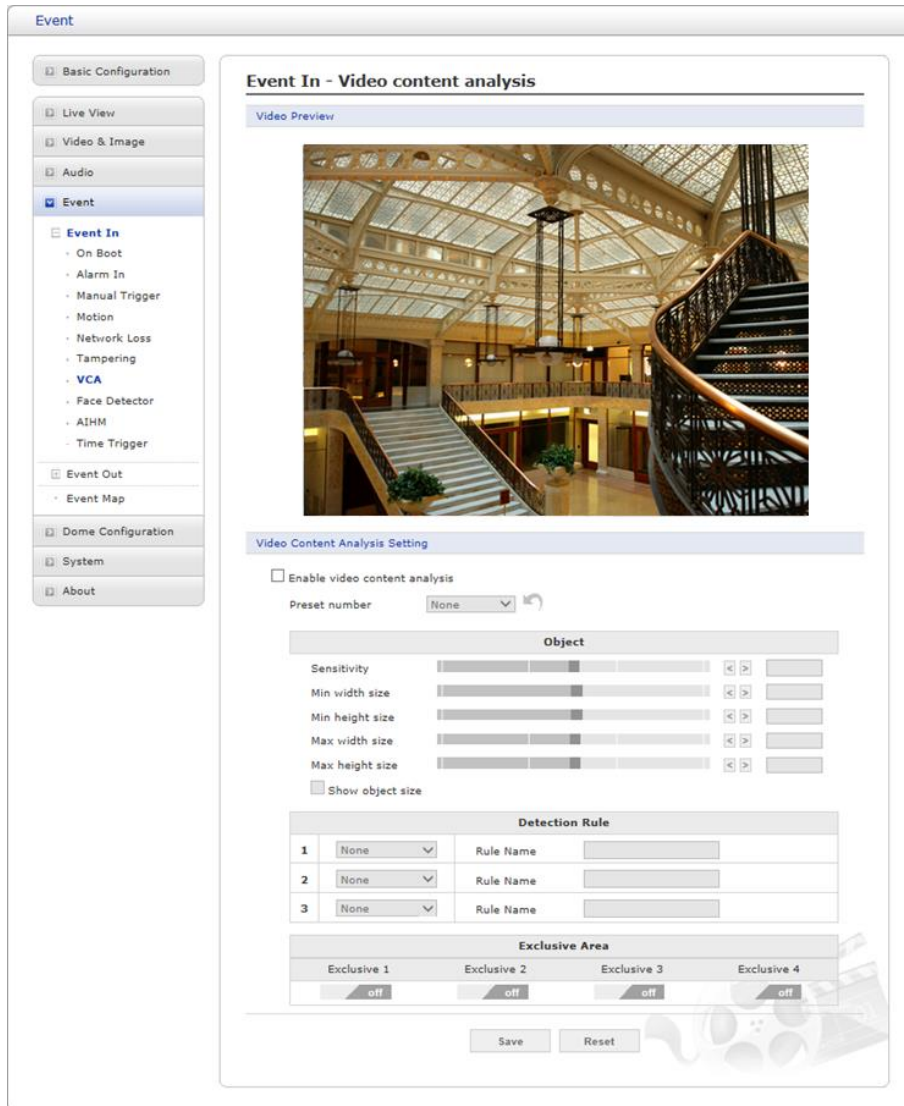 Event
Basic Configuration
Live View
Video & Image
Audio
Event
Event In
On Boot
Alarm In
Manual Trigger
Motion
Network Loss
Tampering
VCA
Face Detector
AIHM
Time Trigger
Event Out
Event Map
Dome Configuration
System
About
Event In - Video content analysis
Video Preview
Video Content Analysis Setting
Enable video content analysis
Preset number None
Object
Sensitivity < >
Min width size < >
Min height size < >
Max width size < >
Max height size < >
Show object size
Detection Rule
1 None Rule Name
2 None Rule Name
3 None Rule Name
Exclusive Area
Exclusive 1 Exclusive 2 Exclusive 3 Exclusive 4
off off off off
Save Reset